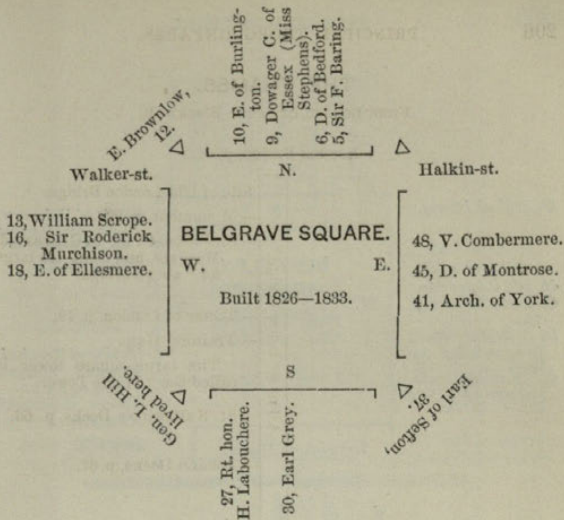 10, E. of Burling-
ton.
9, Dowager C. of
Essex (Miss
Stephens).
6, D. of Bedford.
5, Sir F. Baring.
E. Brownlow,
12.
N.
Walker-st.
Halkin-st.
13, William Scrope.
16, Sir Roderick
Murchison.
18, E. of Ellesmere.
BELGRAVE SQUARE.
W.
E.
Built 1826—1833.
48, V. Combermere.
45, D. of Montrose.
41, Arch. of York.
S
Gen. L. Hill
lived here.
Earl of Sefton,
37.
27, Rt. hon.
H. Labouchere.
30, Earl Grey.